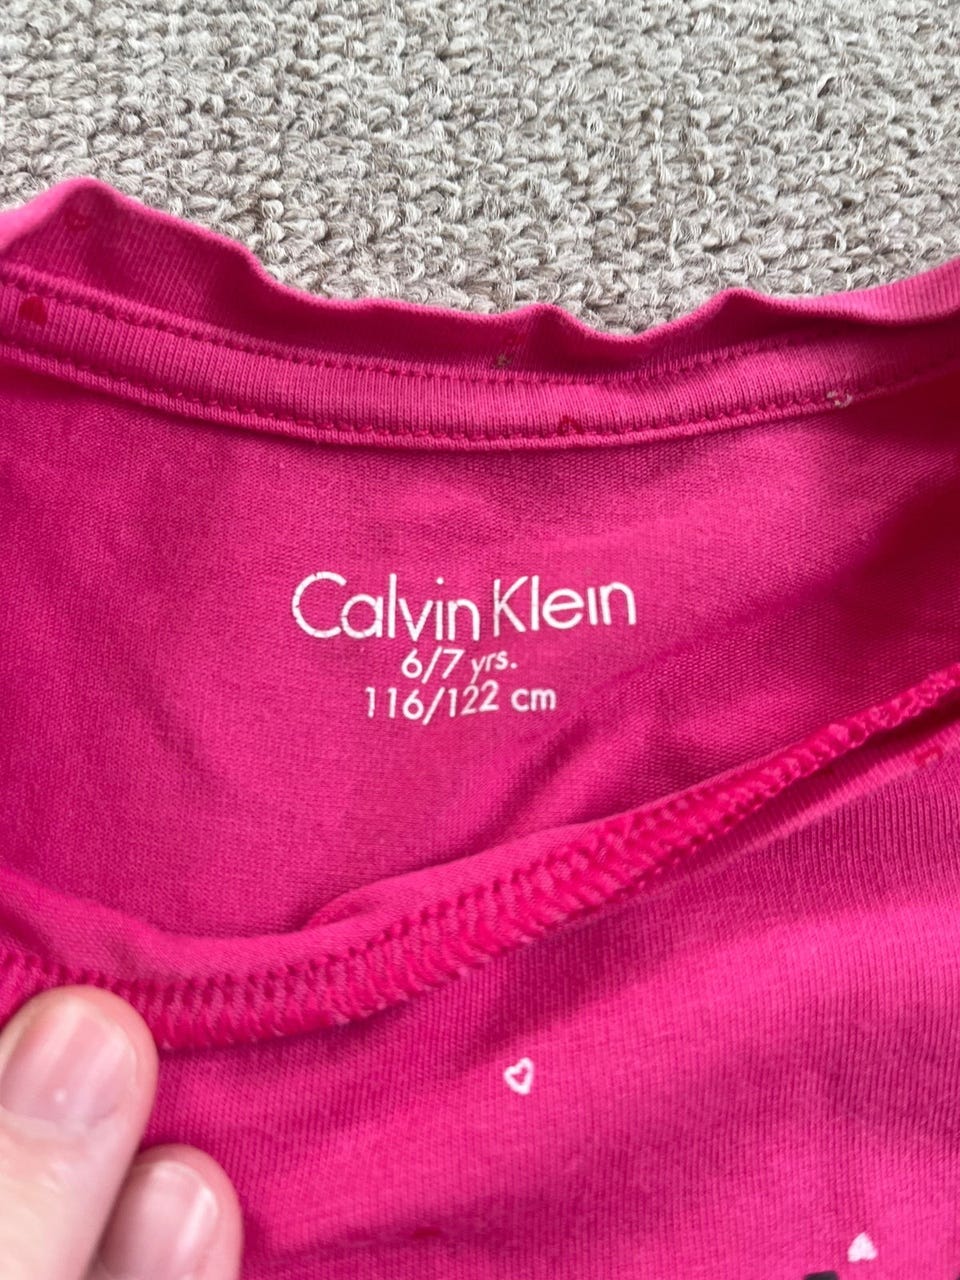 Calvin Klein
6/7 yrs.
116/122 cm